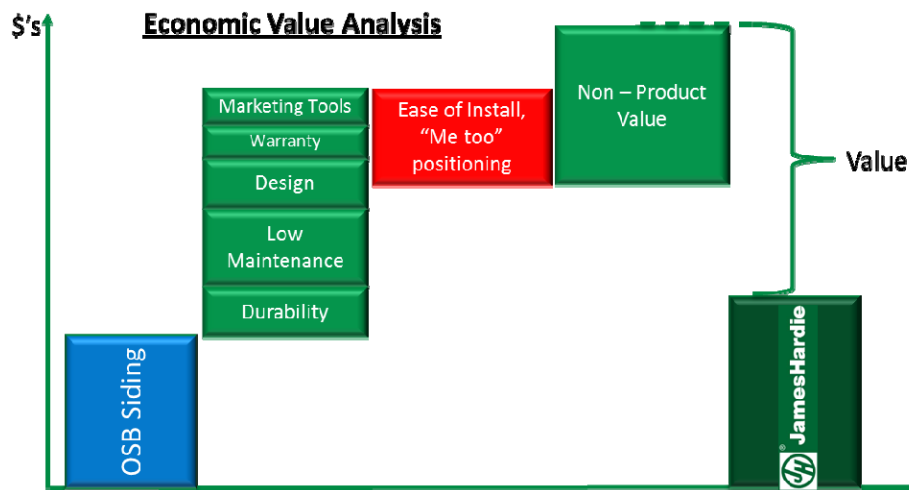 $'s
Economic Value Analysis
Marketing Tools
Warranty
Design
Low
Maintenance
Durability
Ease of Install,
“Me too”
positioning
Non – Product
Value
Value
OSB Siding
JH ® JamesHardie